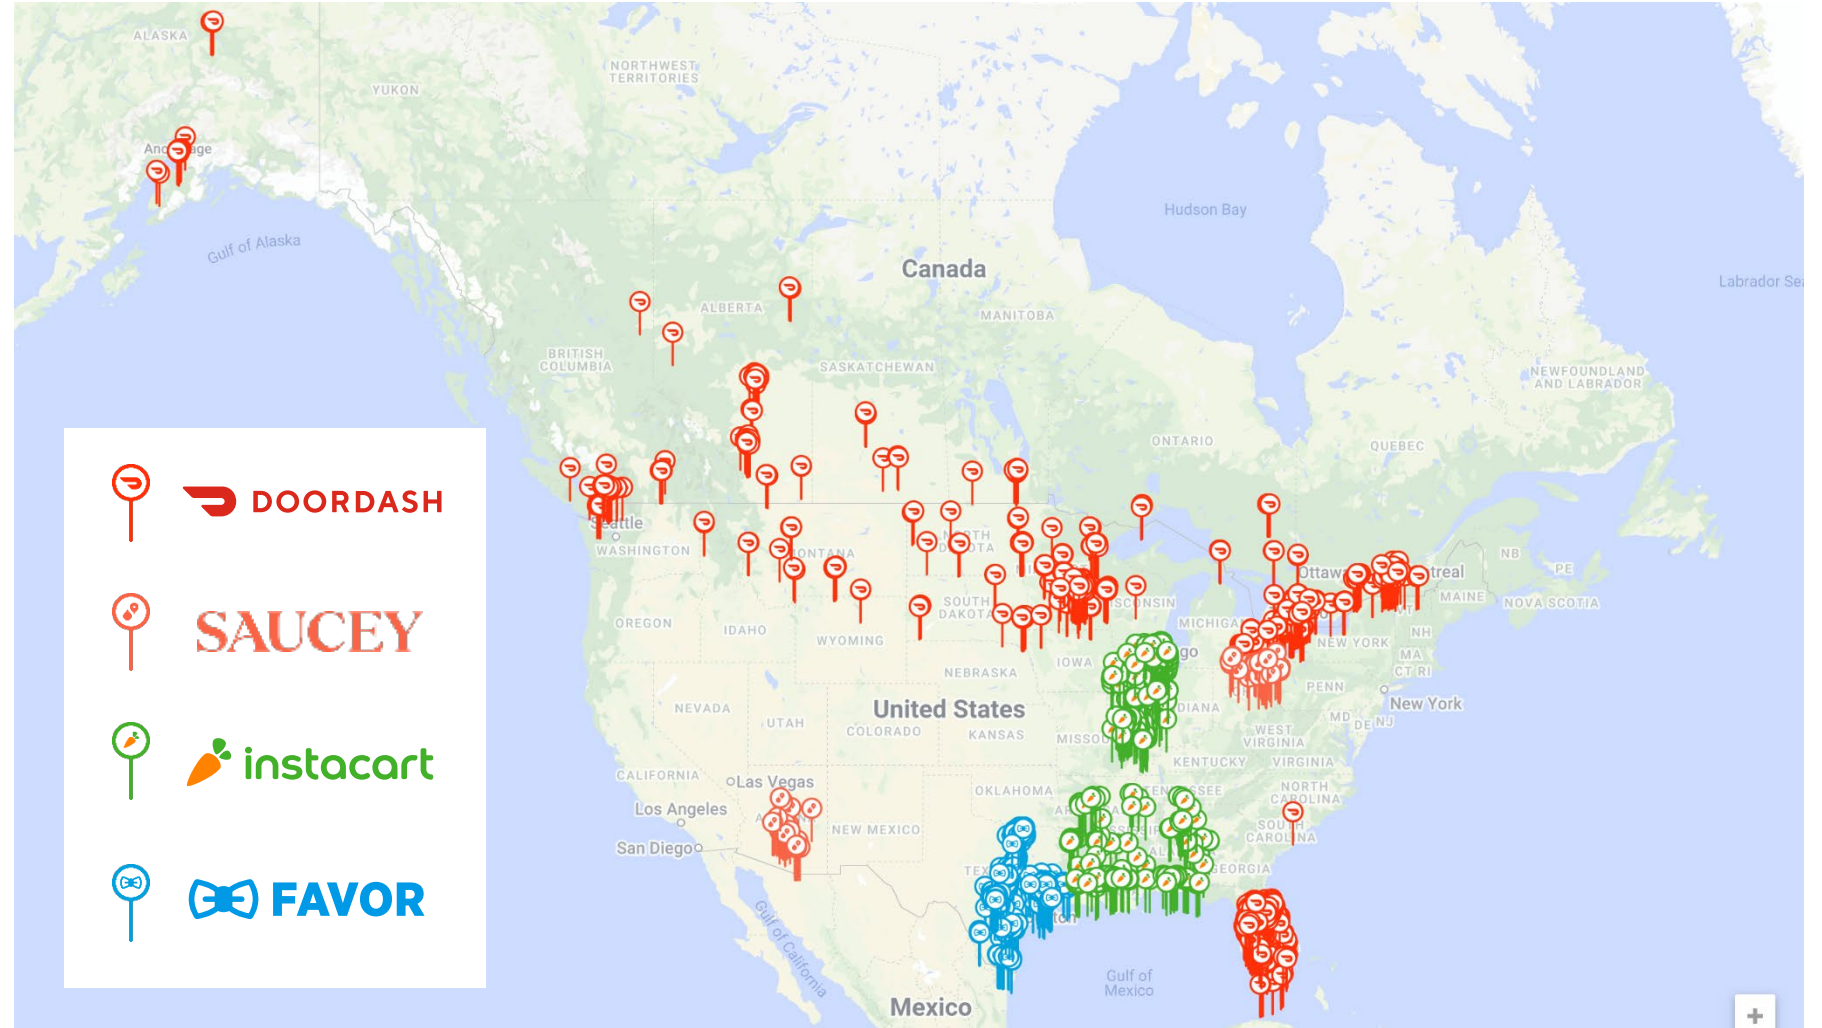 ALASKA
YUKON
NORTHWEST
TERRITORIES
Hudson Bay
Gulf of Alaska
Canada
Labrador Sea
ALBERTA
MANITOBA
BRITISH
COLUMBIA
SASKATCHEWAN
NEWFOUNDLAND
AND LABRADOR
ONTARIO
QUEBEC
DOORDASH
SAUCEY
instacart
FAVOR
Seattle
WASHINGTON
NB
PE
MAINE
NOVA SCOTIA
OREGON
IDAHO
WYOMING
SOUTH
DAKOTA
NEW YORK
NH
MA
CT RI
IOWA
NEBRASKA
PENN
New York
NEVADA
United States
UTAH
COLORADO
KANSAS
MD
DE
NJ
WEST
VIRGINIA
KENTUCKY
VIRGINIA
CALIFORNIA
Las Vegas
OKLAHOMA
NORTH
CAROLINA
Los Angeles
NEW MEXICO
SOUTH
CAROLINA
San Diego
GEORGIA
Gulf of California
Gulf of
Mexico
Mexico
+